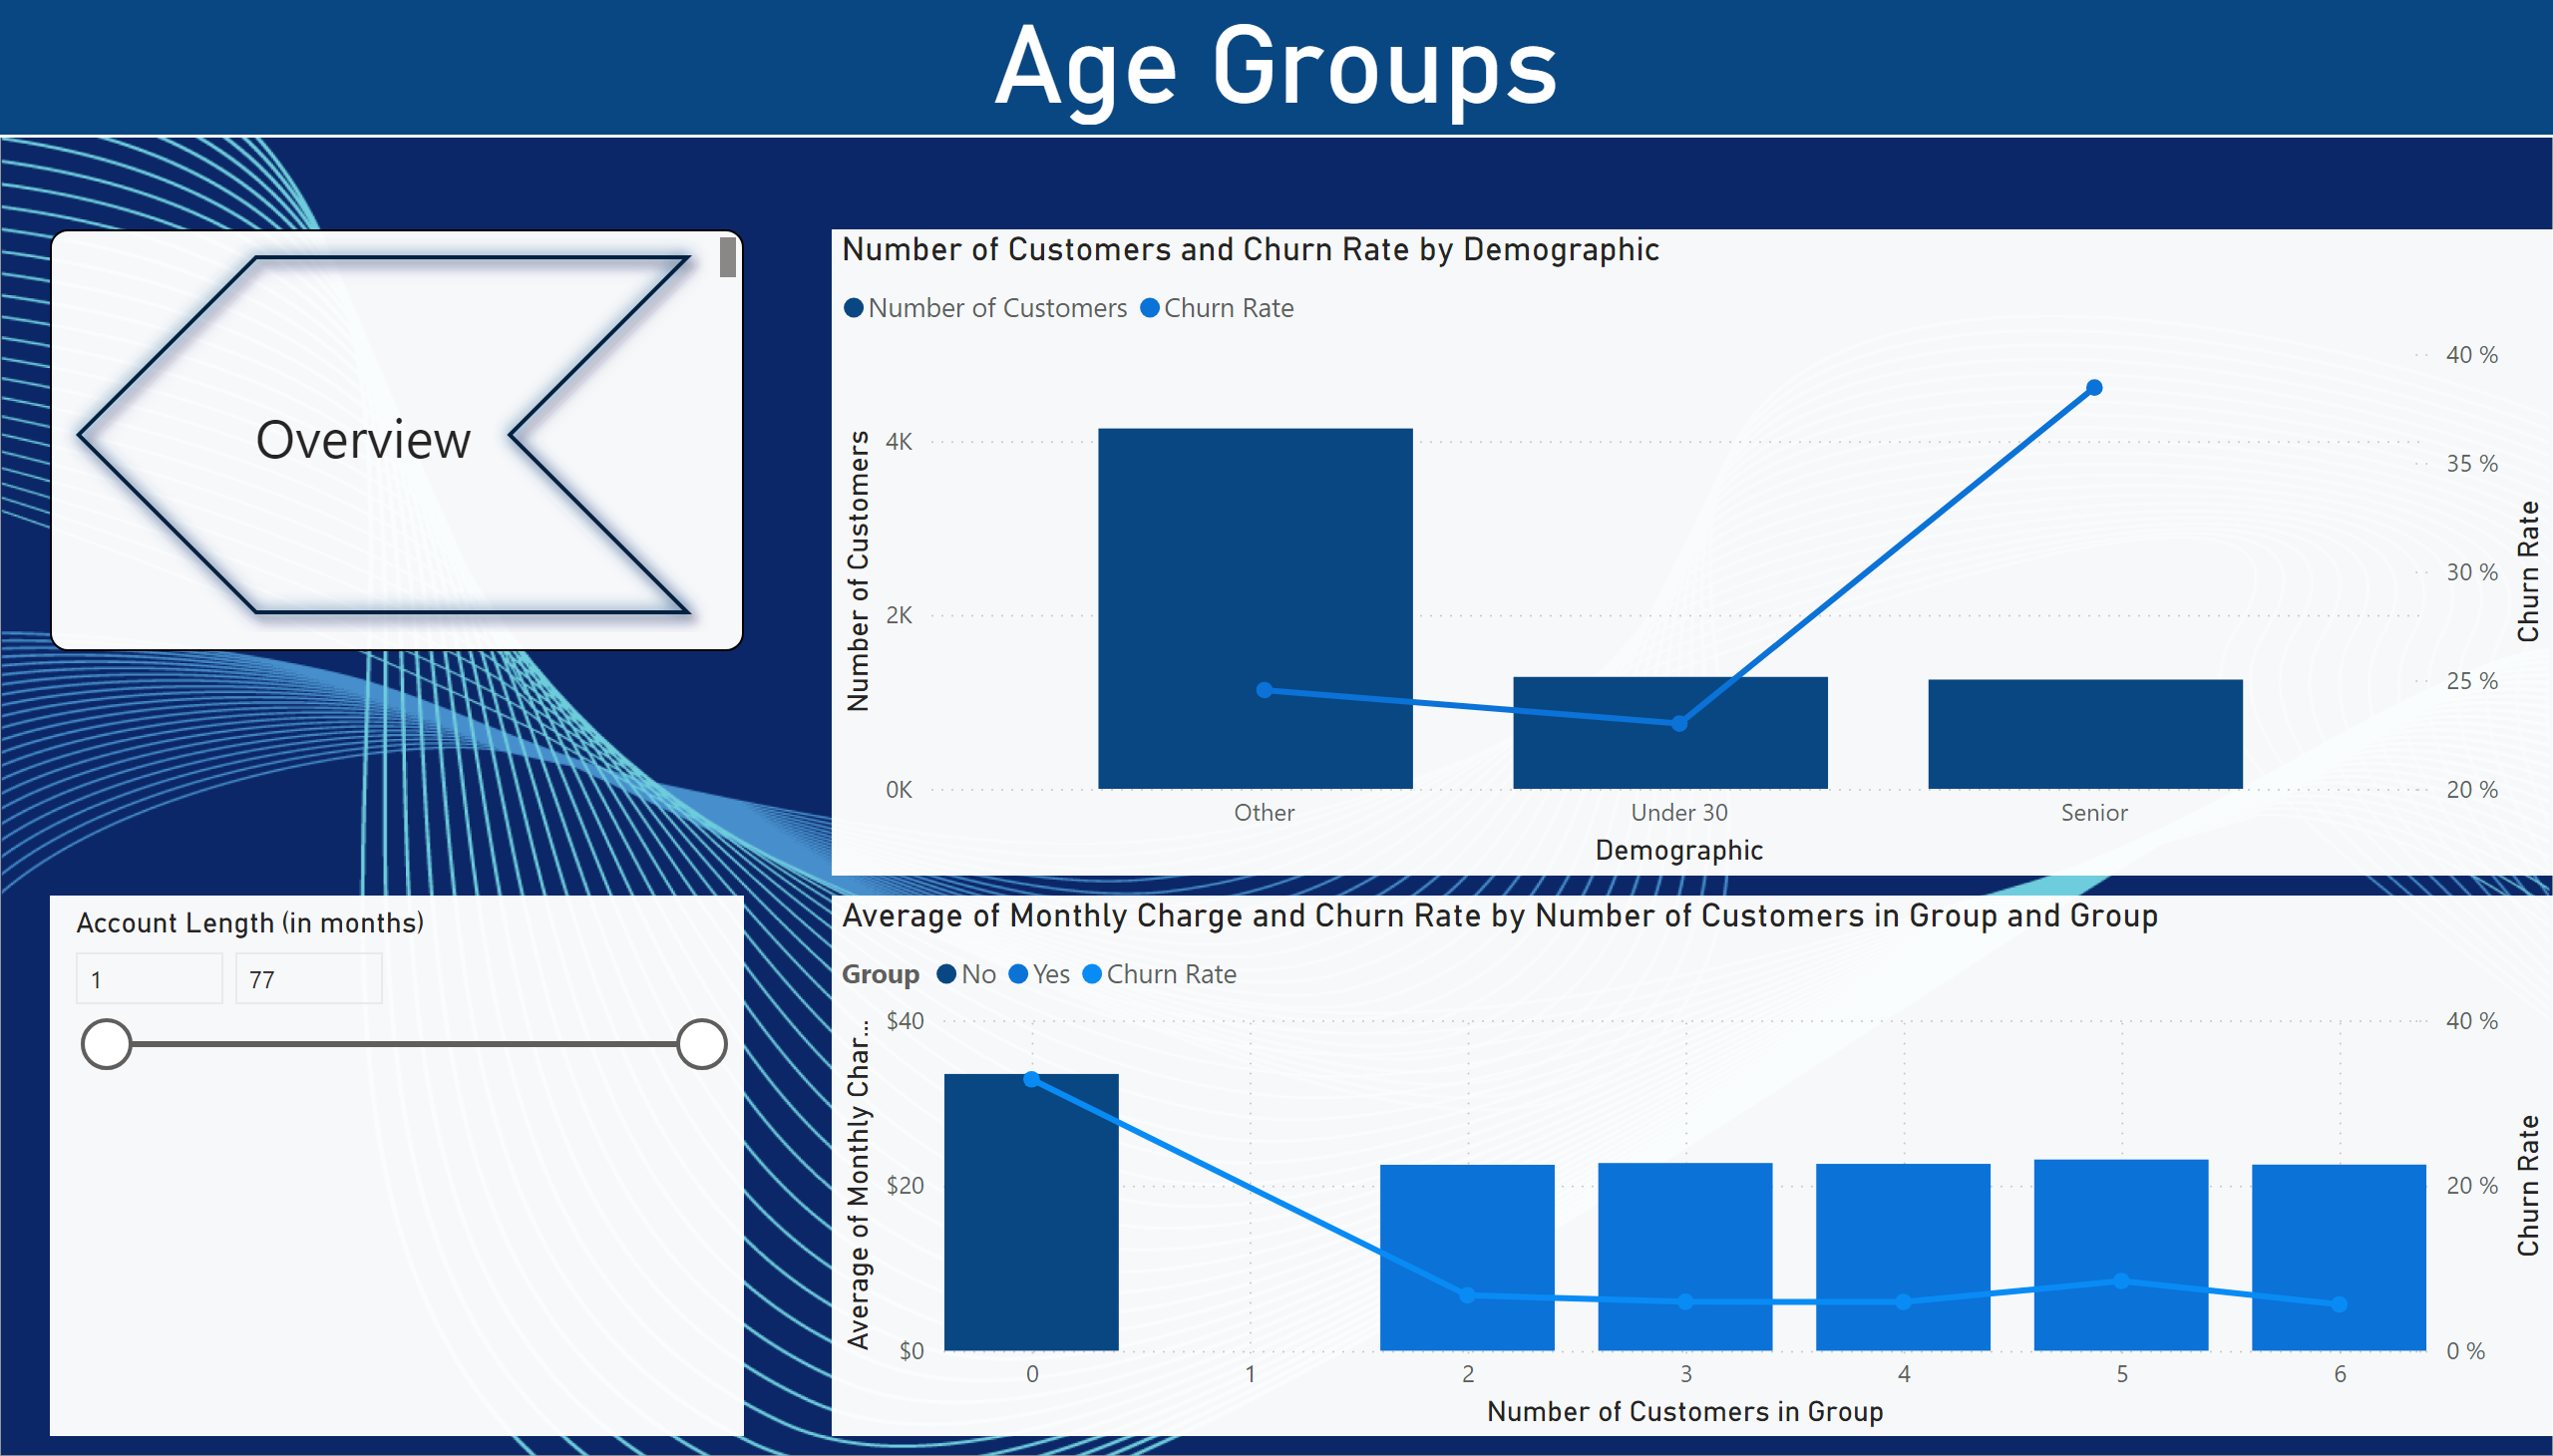 Age Groups
Overview
Number of Customers and Churn Rate by Demographic
Number of Customers Churn Rate
Number of Customers
4K
2K
0K
40 %
35 %
30 %
25 %
20 %
Churn Rate
Other Under 30 Senior
Demographic
Account Length (in months)
1 77
Average of Monthly Charge and Churn Rate by Number of Customers in Group and Group
Group No Yes Churn Rate
Average of Monthly Char...
$40
$20
$0
40 %
20 %
0 %
Churn Rate
0 1 2 3 4 5 6
Number of Customers in Group